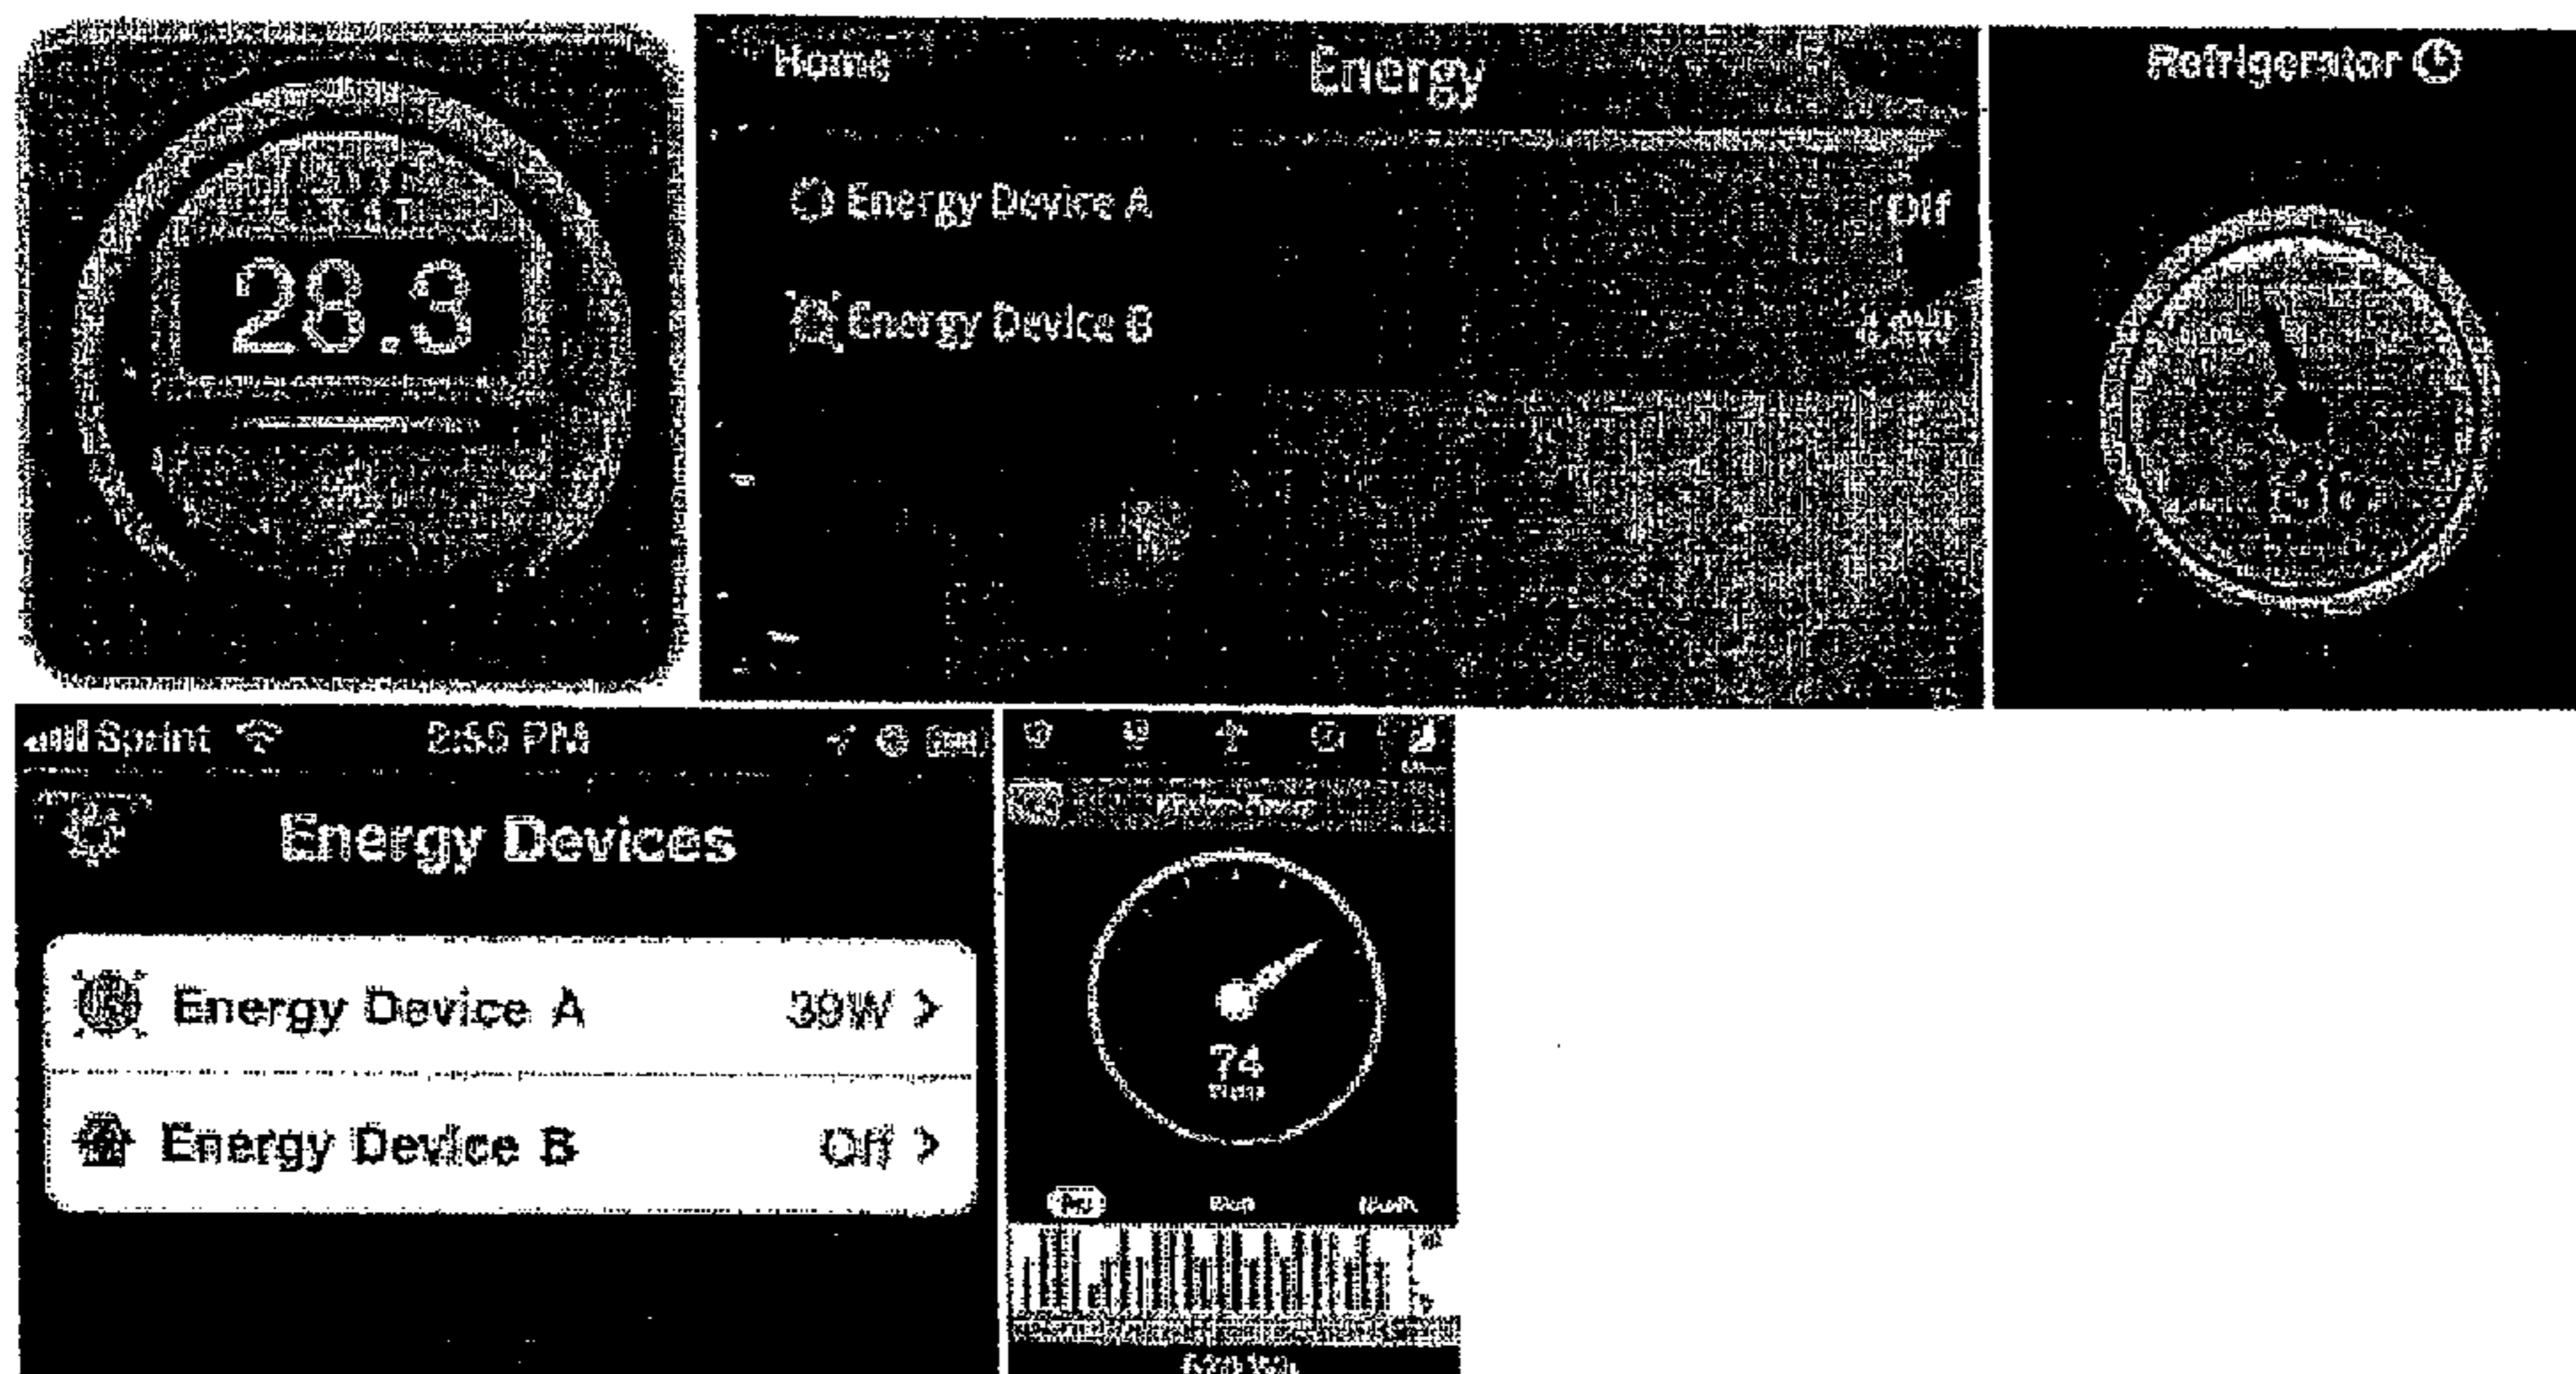 28.3
Home
Energy
Energy Device A
Off
Energy Device B
Refrigerator
Sprint
2:55 PM
Energy Devices
Energy Device A 39W >
Energy Device B Off >
74